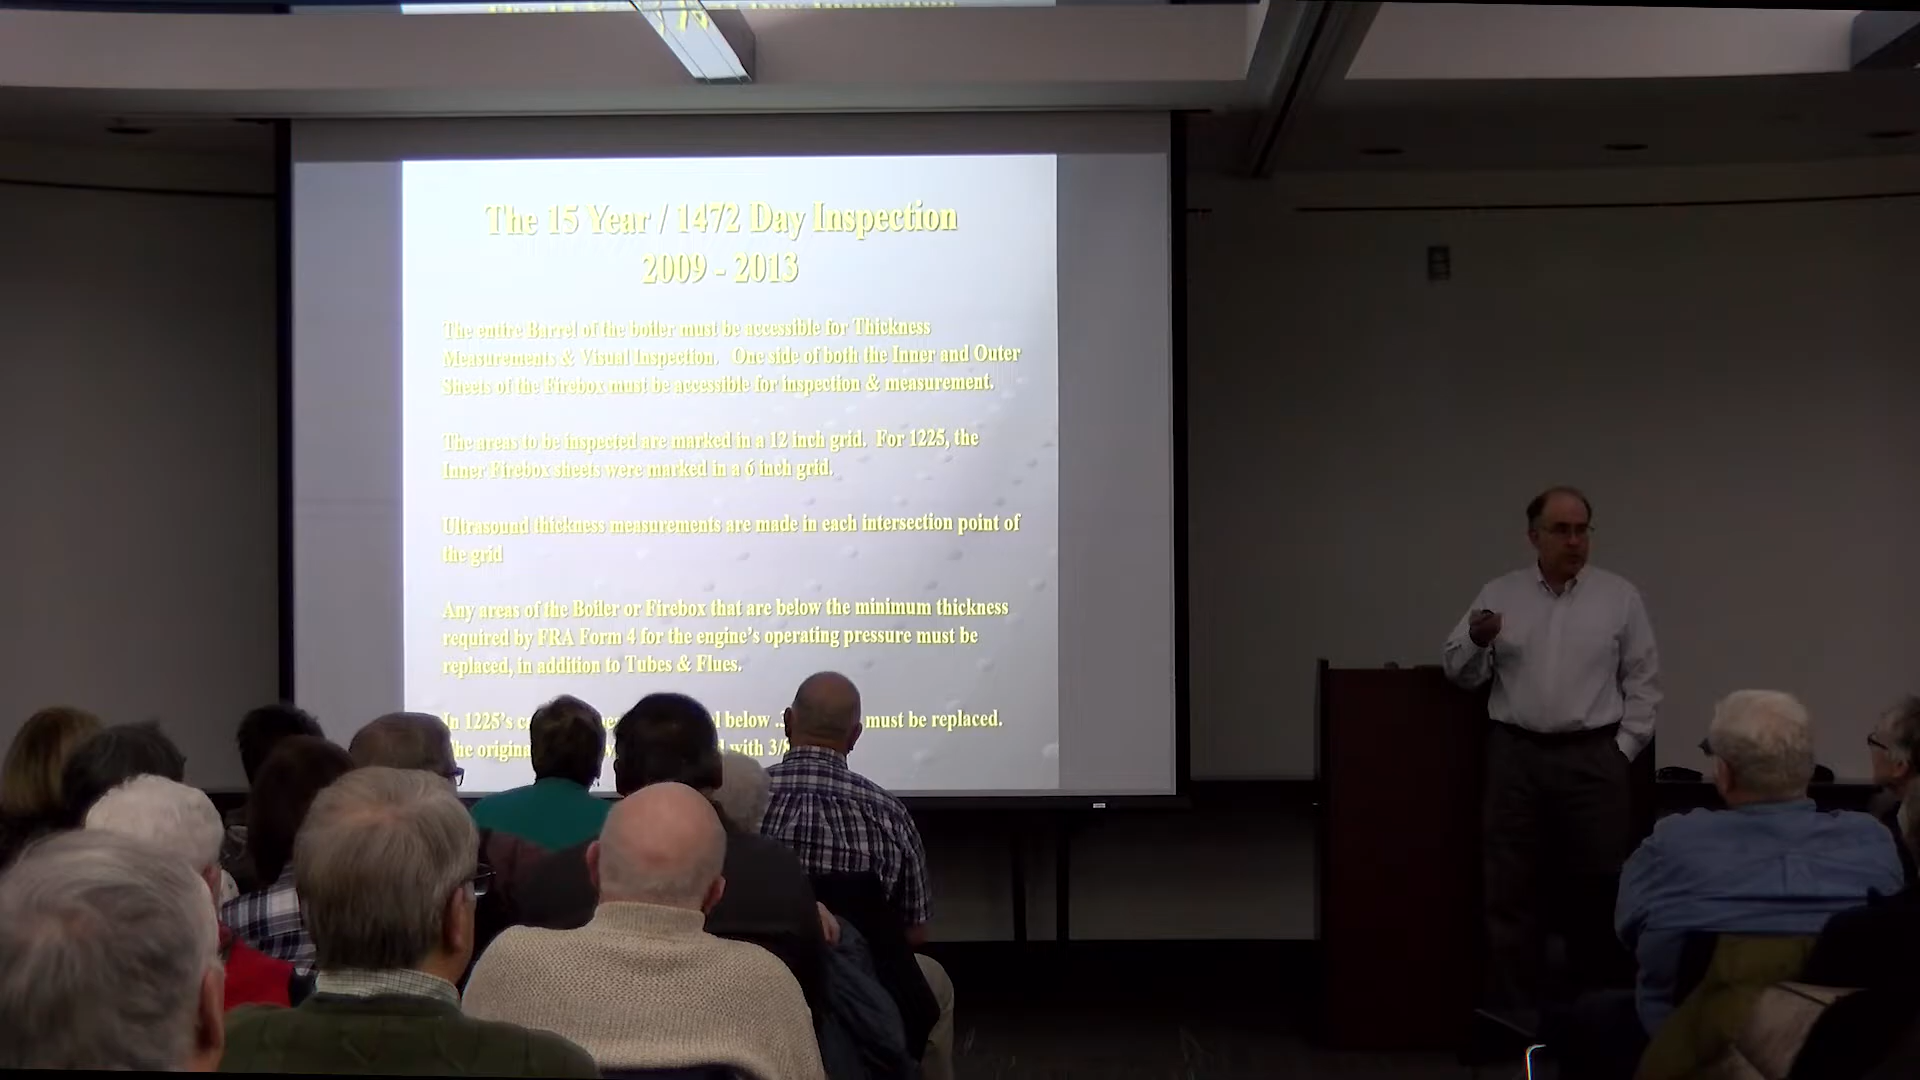 The 15 Year / 1472 Day Inspection
2009 - 2013
The entire Barrel of the boiler must be accessible for Thickness
Measurements & Visual Inspection. One side of both the Inner and Outer
Sheets of the Firebox must be accessible for inspection & measurement.
The areas to be inspected are marked in a 12 inch grid. For 1225, the
Inner Firebox sheets were marked in a 6 inch grid.
Ultrasound thickness measurements are made in each intersection point of
the grid
Any areas of the Boiler or Firebox that are below the minimum thickness
required by FRA Form 4 for the engine's operating pressure must be
replaced, in addition to Tubes & Flues.
In 1225's below must be replaced.
with